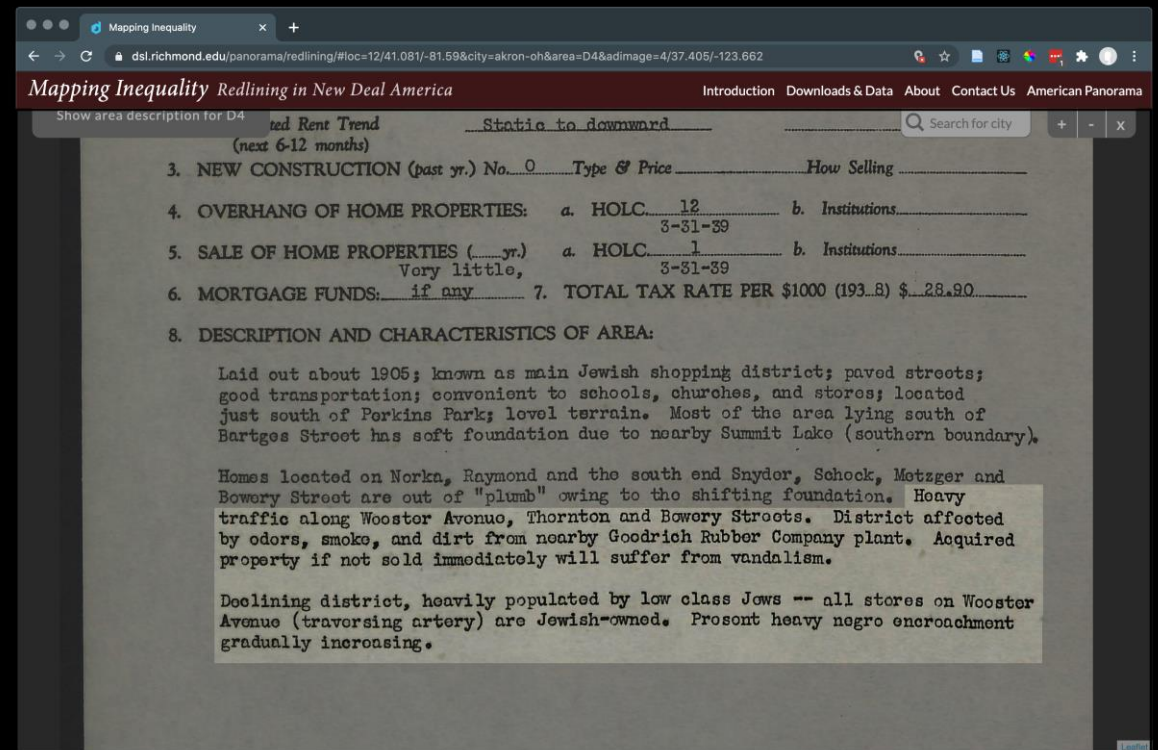 Mapping Inequality
dsl.richmond.edu/panorama/redlining/#loc=12/41.081/-81.59&city=akron-oh&area=D4&adimage=4/37.405/-123.662
Mapping Inequality Redlining in New Deal America
Introduction Downloads & Data About Contact Us American Panorama
Show area description for D4
Search for city + - x
ted Rent Trend Static to downward
(next 6-12 months)
3. NEW CONSTRUCTION (past yr.) No. 0 Type & Price How Selling
4. OVERHANG OF HOME PROPERTIES: a. HOLC 12 b. Institutions
3-31-39
5. SALE OF HOME PROPERTIES ( yr.) a. HOLC 1 b. Institutions
Very little, 3-31-39
6. MORTGAGE FUNDS: if any 7. TOTAL TAX RATE PER $1000 (193 8) $ 28.90
8. DESCRIPTION AND CHARACTERISTICS OF AREA:
Laid out about 1905; known as main Jewish shopping district; paved streets;
good transportation; convenient to schools, churches, and stores; located
just south of Perkins Park; level terrain. Most of the area lying south of
Bartges Street has soft foundation due to nearby Summit Lake (southern boundary).
Homes located on Norka, Raymond and the south end Snyder, Schock, Metzger and
Bowery Street are out of "plumb" owing to the shifting foundation. Heavy
traffic along Wooster Avenue, Thornton and Bowery Streets. District affected
by odors, smoke, and dirt from nearby Goodrich Rubber Company plant. Acquired
property if not sold immediately will suffer from vandalism.
Declining district, heavily populated by low class Jews -- all stores on Wooster
Avenue (traversing artery) are Jewish-owned. Present heavy negro encroachment
gradually increasing.
Leaflet